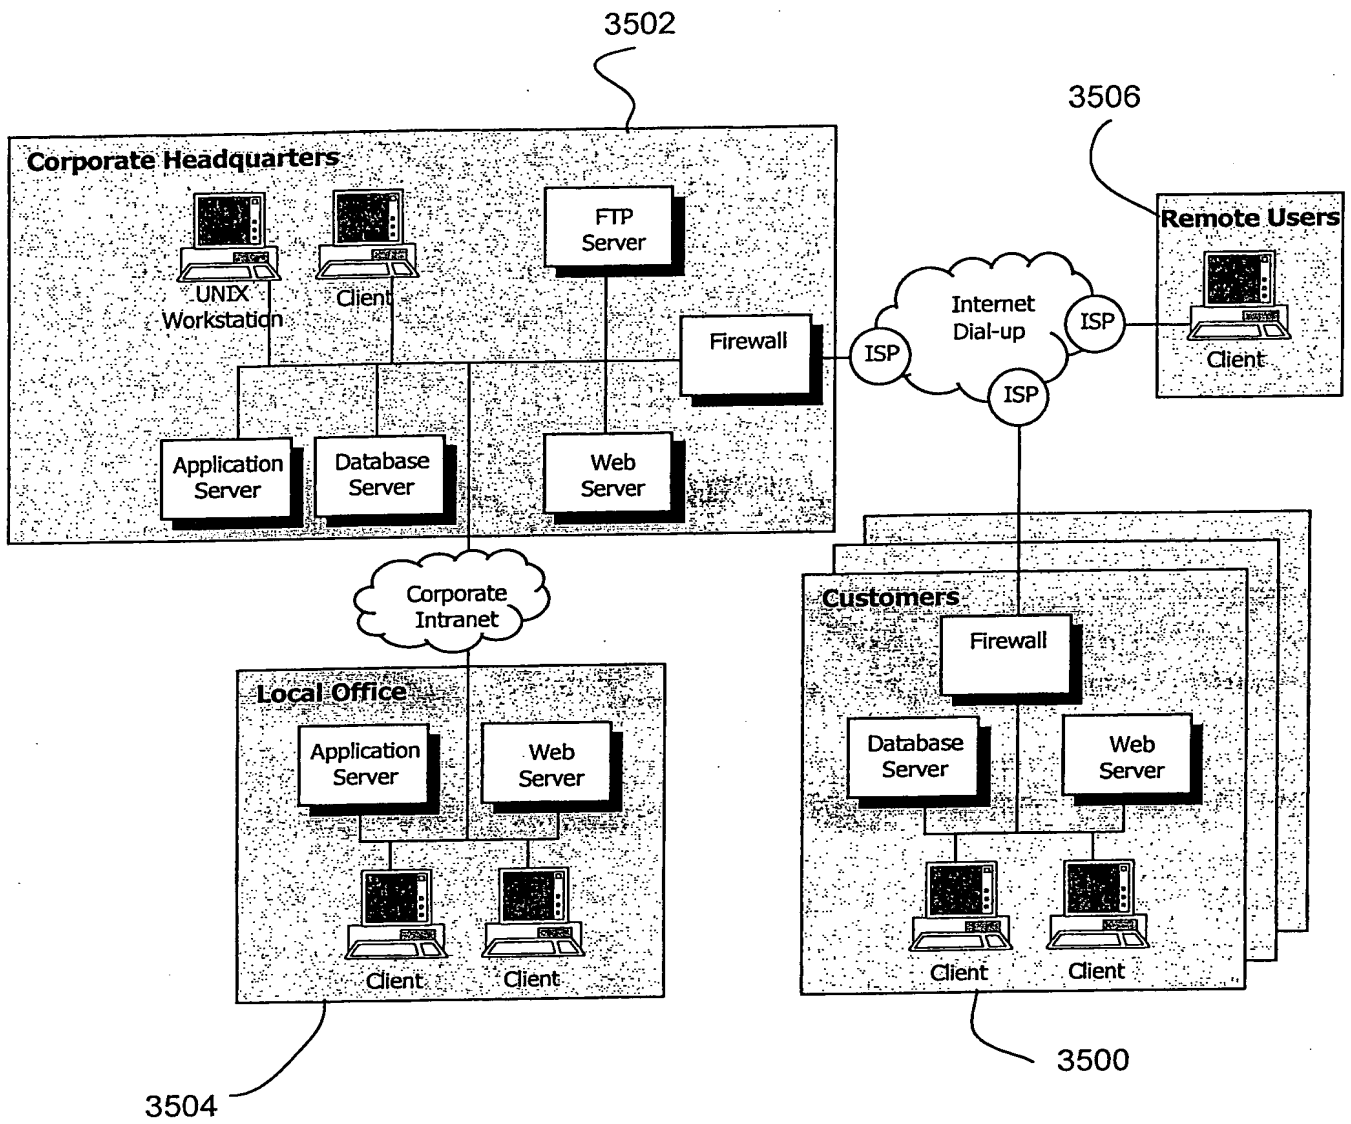 3502
3506
Corporate Headquarters
UNIX
Workstation
Client
FTP
Server
Firewall
Application
Server
Database
Server
Web
Server
ISP
Internet
Dial-up
ISP
ISP
Remote Users
Client
Corporate
Intranet
Local Office
Application
Server
Web
Server
Client
Client
3504
Customers
Firewall
Database
Server
Web
Server
Client
Client
3500